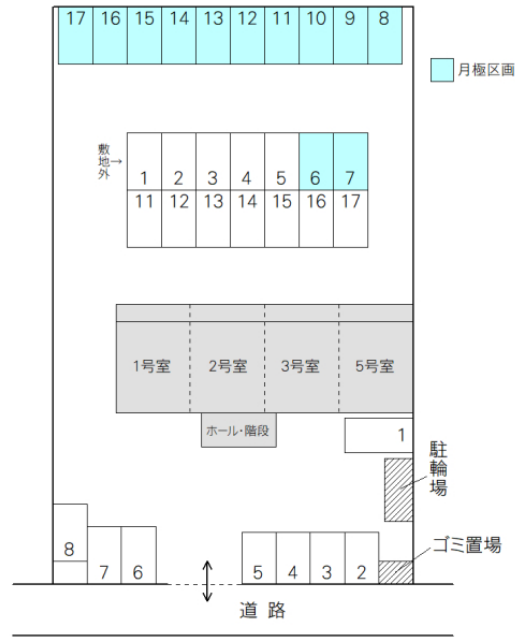 17 16 15 14 13 12 11 10 9 8
月極区画
敷地外→
1 2 3 4 5 6 7
11 12 13 14 15 16 17
1号室 2号室 3号室 5号室
ホール・階段
1
駐輪場
8 7 6 5 4 3 2
ゴミ置場
道路